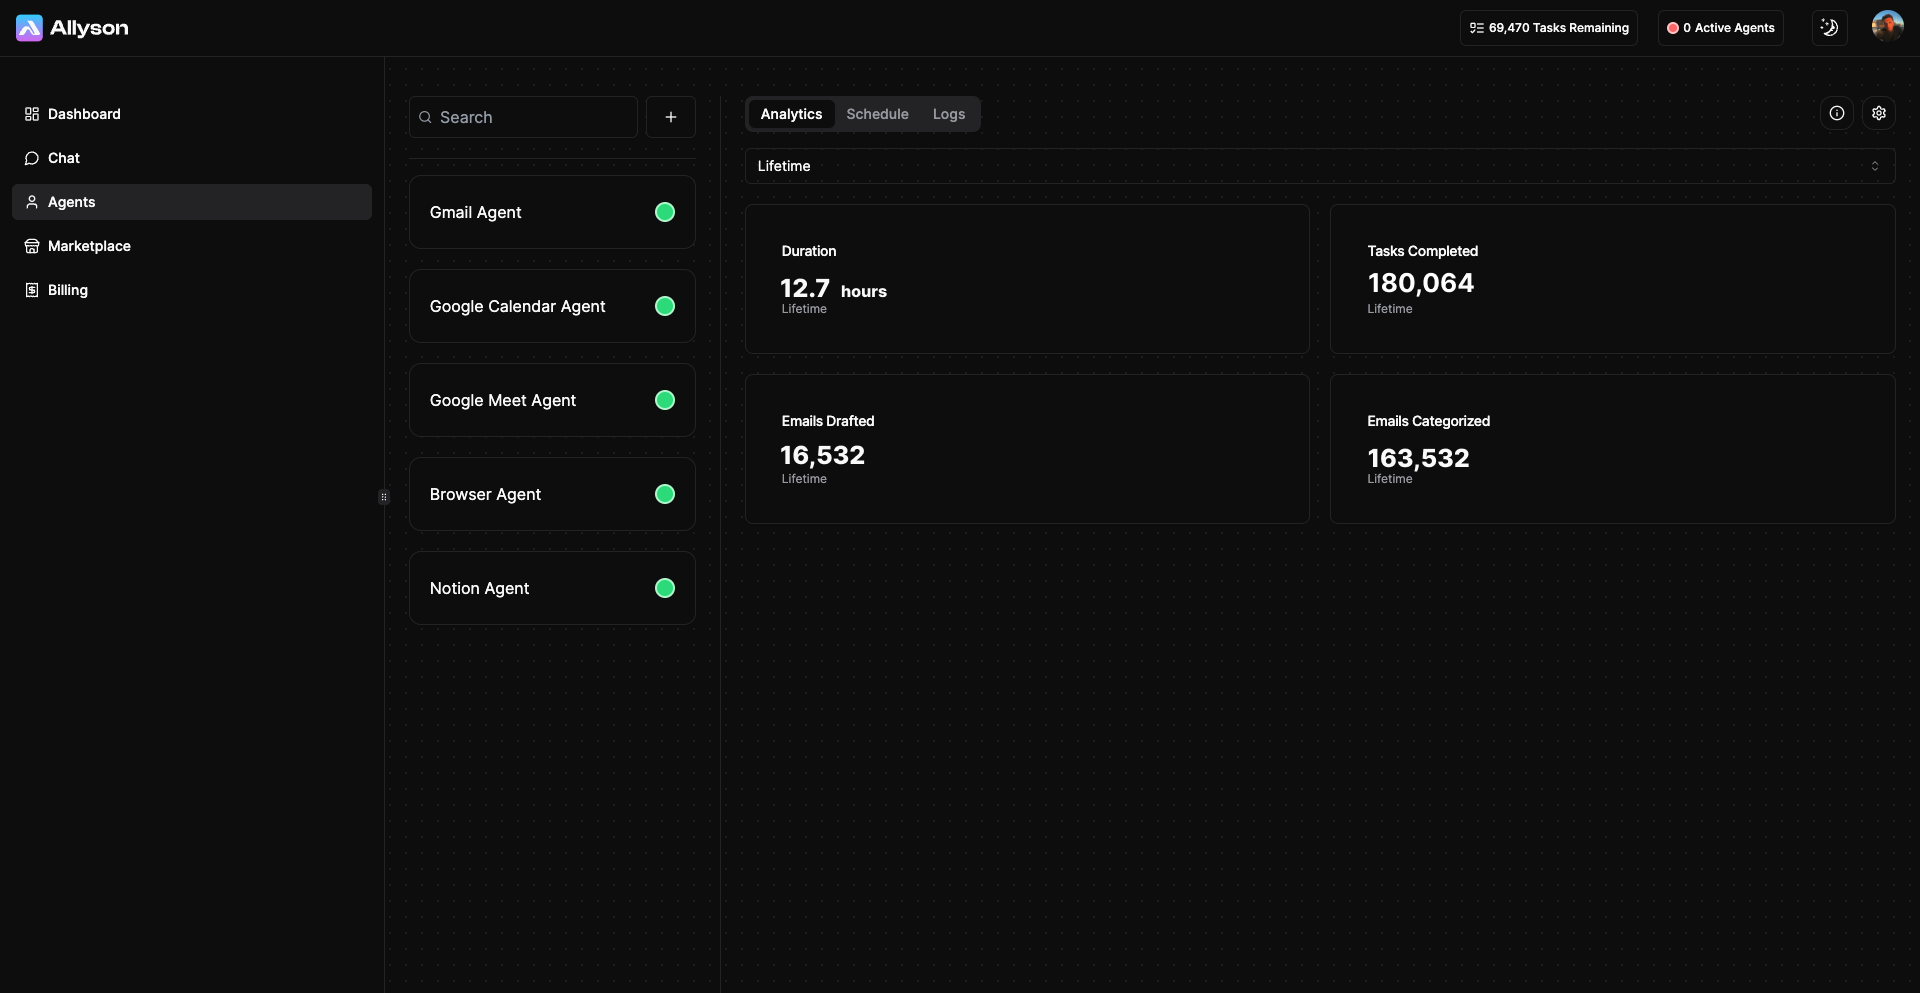 Allyson
69,470 Tasks Remaining
0 Active Agents
Dashboard
Chat
Agents
Marketplace
Billing
Search
Gmail Agent
Google Calendar Agent
Google Meet Agent
Browser Agent
Notion Agent
Analytics
Schedule
Logs
Lifetime
Duration
12.7 hours
Lifetime
Tasks Completed
180,064
Lifetime
Emails Drafted
16,532
Lifetime
Emails Categorized
163,532
Lifetime